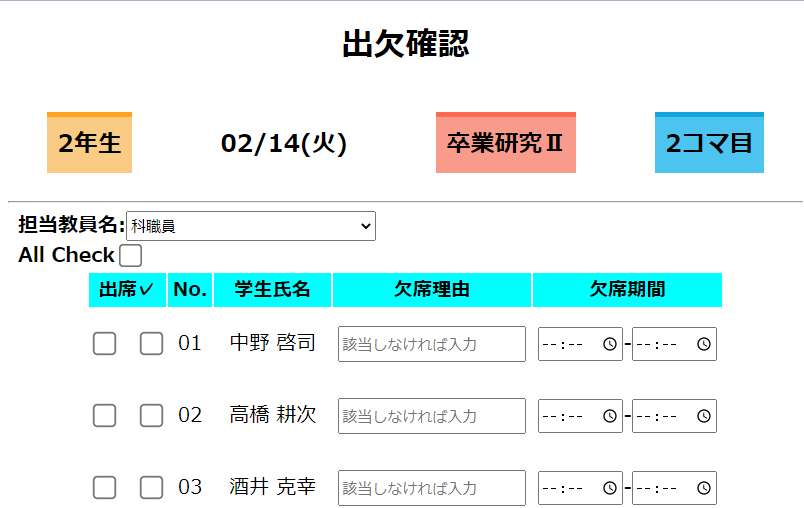 出欠確認
2年生 02/14(火) 卒業研究Ⅱ 2コマ目
担当教員名: 科職員
All Check
出席✓ No. 学生氏名 欠席理由 欠席期間
01 中野 啓司 該当しなければ入力 --:-- - --:--
02 高橋 耕次 該当しなければ入力 --:-- - --:--
03 酒井 克幸 該当しなければ入力 --:-- - --:--